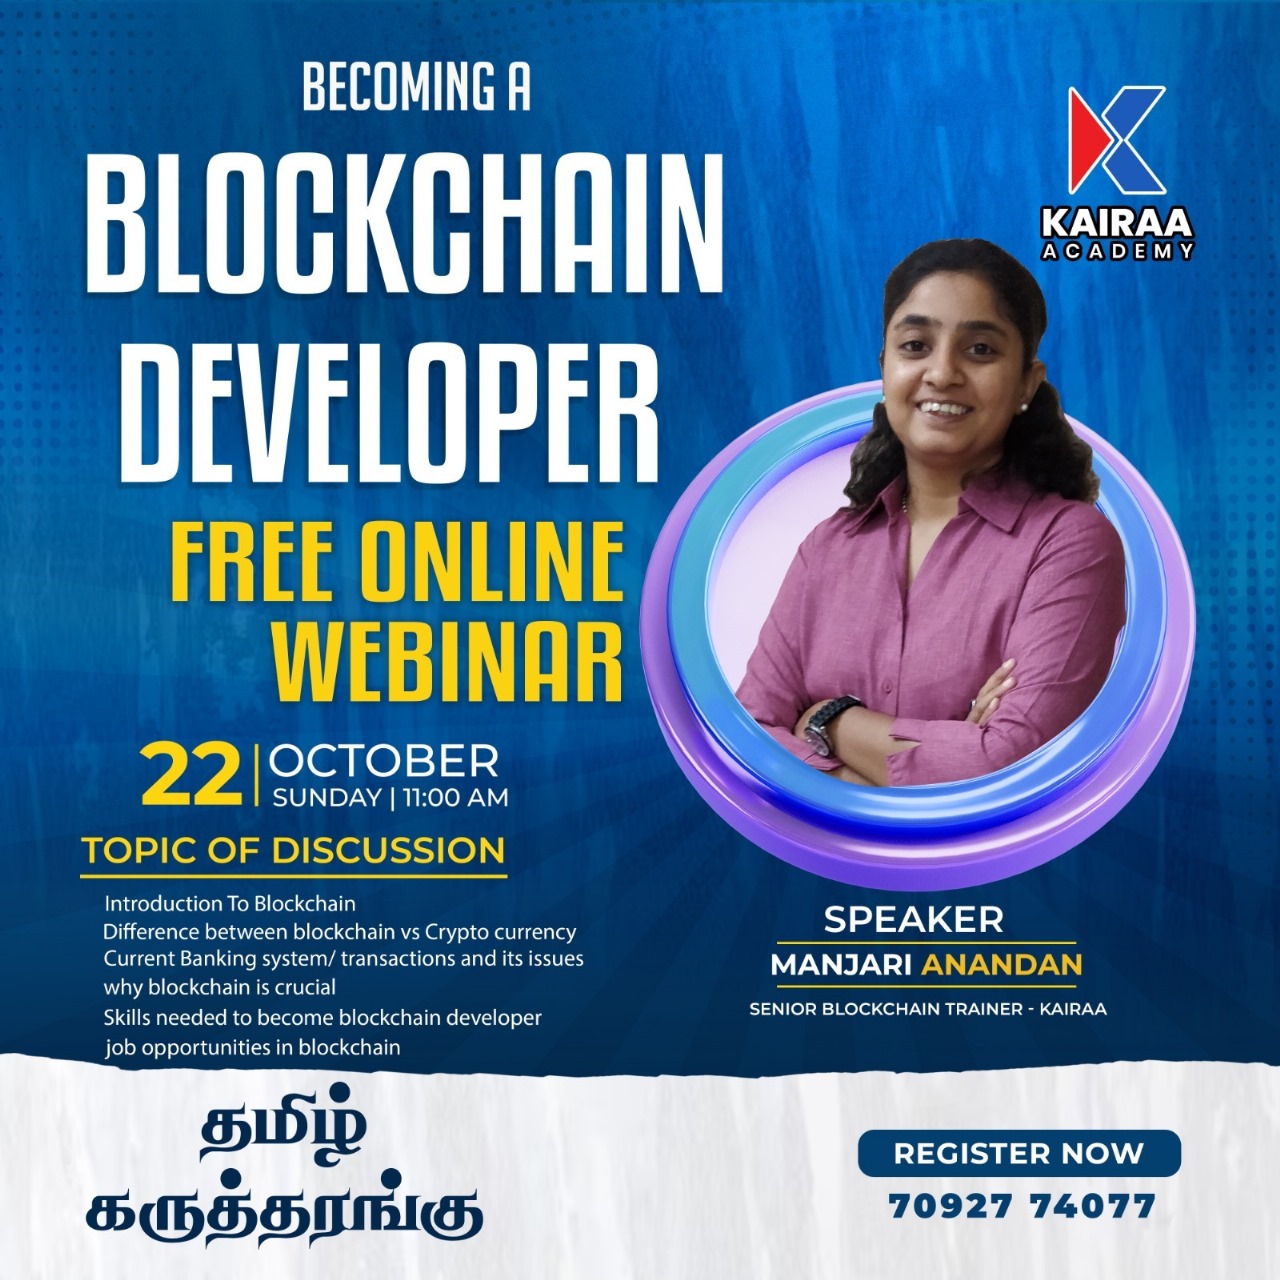 BECOMING A
BLOCKCHAIN
DEVELOPER
FREE ONLINE
WEBINAR
22 OCTOBER
SUNDAY | 11:00 AM
TOPIC OF DISCUSSION
Introduction To Blockchain
Difference between blockchain vs Crypto currency
Current Banking system/ transactions and its issues
why blockchain is crucial
Skills needed to become blockchain developer
job opportunities in blockchain
KAIRAA
ACADEMY
SPEAKER
MANJARI ANANDAN
SENIOR BLOCKCHAIN TRAINER - KAIRAA
தமிழ்
கருத்தரங்கு
REGISTER NOW
70927 74077